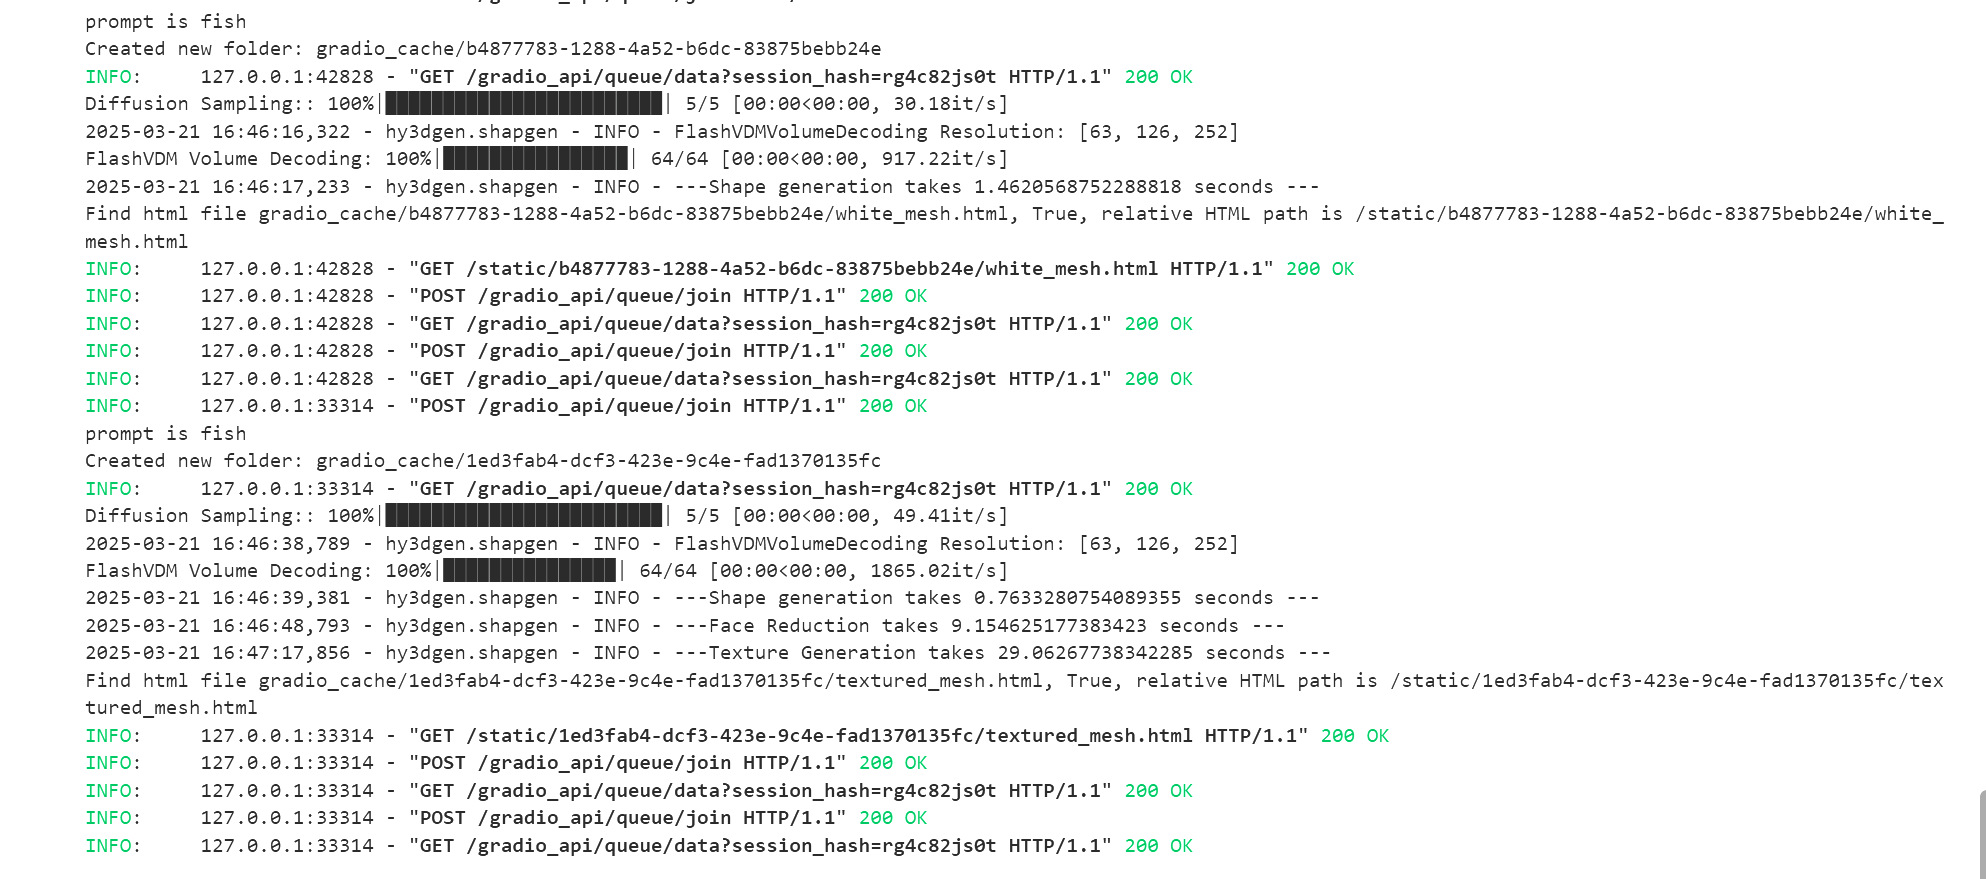 prompt is fish
Created new folder: gradio_cache/b4877783-1288-4a52-b6dc-83875bebb24e
INFO:     127.0.0.1:42828 - "GET /gradio_api/queue/data?session_hash=rg4c82js0t HTTP/1.1" 200 OK
Diffusion Sampling:: 100%|████████████████████████| 5/5 [00:00<00:00, 30.18it/s]
2025-03-21 16:46:16,322 - hy3dgen.shapgen - INFO - FlashVDMVolumeDecoding Resolution: [63, 126, 252]
FlashVDM Volume Decoding: 100%|████████████████| 64/64 [00:00<00:00, 917.22it/s]
2025-03-21 16:46:17,233 - hy3dgen.shapgen - INFO - ---Shape generation takes 1.4620568752288818 seconds ---
Find html file gradio_cache/b4877783-1288-4a52-b6dc-83875bebb24e/white_mesh.html, True, relative HTML path is /static/b4877783-1288-4a52-b6dc-83875bebb24e/white_
mesh.html
INFO:     127.0.0.1:42828 - "GET /static/b4877783-1288-4a52-b6dc-83875bebb24e/white_mesh.html HTTP/1.1" 200 OK
INFO:     127.0.0.1:42828 - "POST /gradio_api/queue/join HTTP/1.1" 200 OK
INFO:     127.0.0.1:42828 - "GET /gradio_api/queue/data?session_hash=rg4c82js0t HTTP/1.1" 200 OK
INFO:     127.0.0.1:42828 - "POST /gradio_api/queue/join HTTP/1.1" 200 OK
INFO:     127.0.0.1:42828 - "GET /gradio_api/queue/data?session_hash=rg4c82js0t HTTP/1.1" 200 OK
INFO:     127.0.0.1:33314 - "POST /gradio_api/queue/join HTTP/1.1" 200 OK
prompt is fish
Created new folder: gradio_cache/1ed3fab4-dcf3-423e-9c4e-fad1370135fc
INFO:     127.0.0.1:33314 - "GET /gradio_api/queue/data?session_hash=rg4c82js0t HTTP/1.1" 200 OK
Diffusion Sampling:: 100%|████████████████████████| 5/5 [00:00<00:00, 49.41it/s]
2025-03-21 16:46:38,789 - hy3dgen.shapgen - INFO - FlashVDMVolumeDecoding Resolution: [63, 126, 252]
FlashVDM Volume Decoding: 100%|███████████████| 64/64 [00:00<00:00, 1865.02it/s]
2025-03-21 16:46:39,381 - hy3dgen.shapgen - INFO - ---Shape generation takes 0.7633280754089355 seconds ---
2025-03-21 16:46:48,793 - hy3dgen.shapgen - INFO - ---Face Reduction takes 9.154625177383423 seconds ---
2025-03-21 16:47:17,856 - hy3dgen.shapgen - INFO - ---Texture Generation takes 29.06267738342285 seconds ---
Find html file gradio_cache/1ed3fab4-dcf3-423e-9c4e-fad1370135fc/textured_mesh.html, True, relative HTML path is /static/1ed3fab4-dcf3-423e-9c4e-fad1370135fc/tex
tured_mesh.html
INFO:     127.0.0.1:33314 - "GET /static/1ed3fab4-dcf3-423e-9c4e-fad1370135fc/textured_mesh.html HTTP/1.1" 200 OK
INFO:     127.0.0.1:33314 - "POST /gradio_api/queue/join HTTP/1.1" 200 OK
INFO:     127.0.0.1:33314 - "GET /gradio_api/queue/data?session_hash=rg4c82js0t HTTP/1.1" 200 OK
INFO:     127.0.0.1:33314 - "POST /gradio_api/queue/join HTTP/1.1" 200 OK
INFO:     127.0.0.1:33314 - "GET /gradio_api/queue/data?session_hash=rg4c82js0t HTTP/1.1" 200 OK